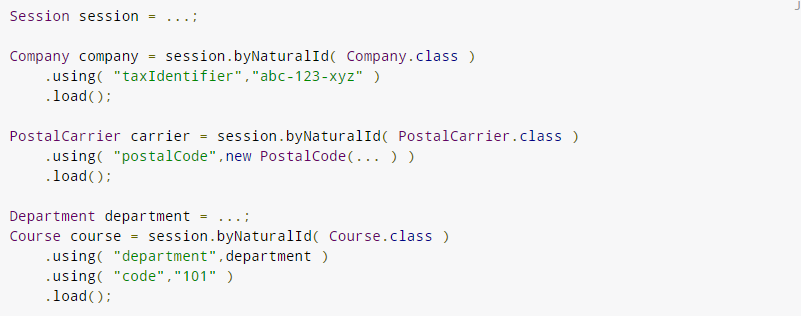 Session session = ...;
Company company = session.byNaturalId( Company.class )
    .using( "taxIdentifier","abc-123-xyz" )
    .load();
PostalCarrier carrier = session.byNaturalId( PostalCarrier.class )
    .using( "postalCode",new PostalCode(... ) )
    .load();
Department department = ...;
Course course = session.byNaturalId( Course.class )
    .using( "department",department )
    .using( "code","101" )
    .load();